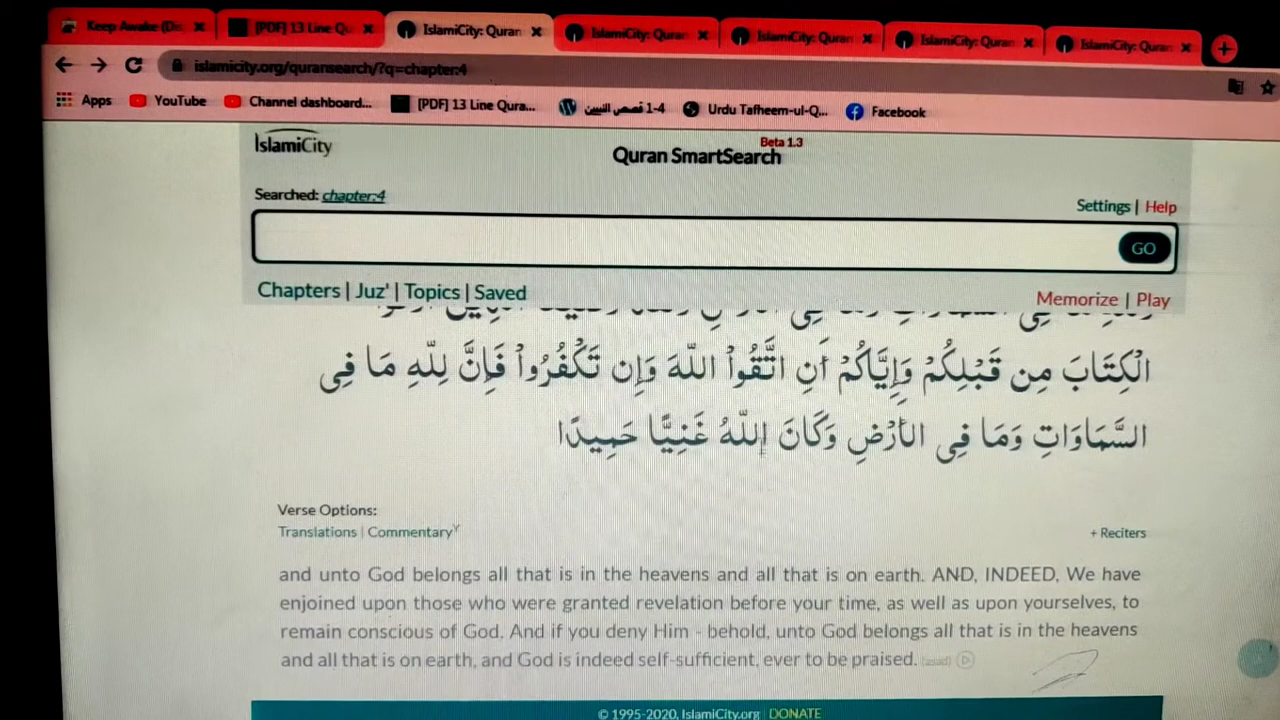 Keep Awake (Dis
[PDF] 13 Line Qu
IslamiCity: Quran
IslamiCity: Quran
IslamiCity: Quran
IslamiCity: Quran
IslamiCity: Quran
islamicity.org/quransearch/?q=chapter:4
Apps
YouTube
Channel dashboard...
[PDF] 13 Line Qura...
قصص النبيين 1-4
Urdu Tafheem-ul-Q...
Facebook
IslamiCity
Quran SmartSearch
Beta 1.3
Searched: chapter:4
Settings | Help
GO
Chapters | Juz' | Topics | Saved
Memorize | Play
الْكِتَابَ مِن قَبْلِكُمْ وَإِيَّاكُمْ أَنِ اتَّقُواْ اللّهَ وَإِن تَكْفُرُواْ فَإِنَّ لِلّهِ مَا فِي
السَّمَاوَاتِ وَمَا فِي الأَرْضِ وَكَانَ اللّهُ غَنِيًّا حَمِيدًا
Verse Options:
Translations | Commentary
+ Reciters
and unto God belongs all that is in the heavens and all that is on earth. AND, INDEED, We have
enjoined upon those who were granted revelation before your time, as well as upon yourselves, to
remain conscious of God. And if you deny Him - behold, unto God belongs all that is in the heavens
and all that is on earth, and God is indeed self-sufficient, ever to be praised. (asad)
© 1995-2020, IslamiCity.org | DONATE